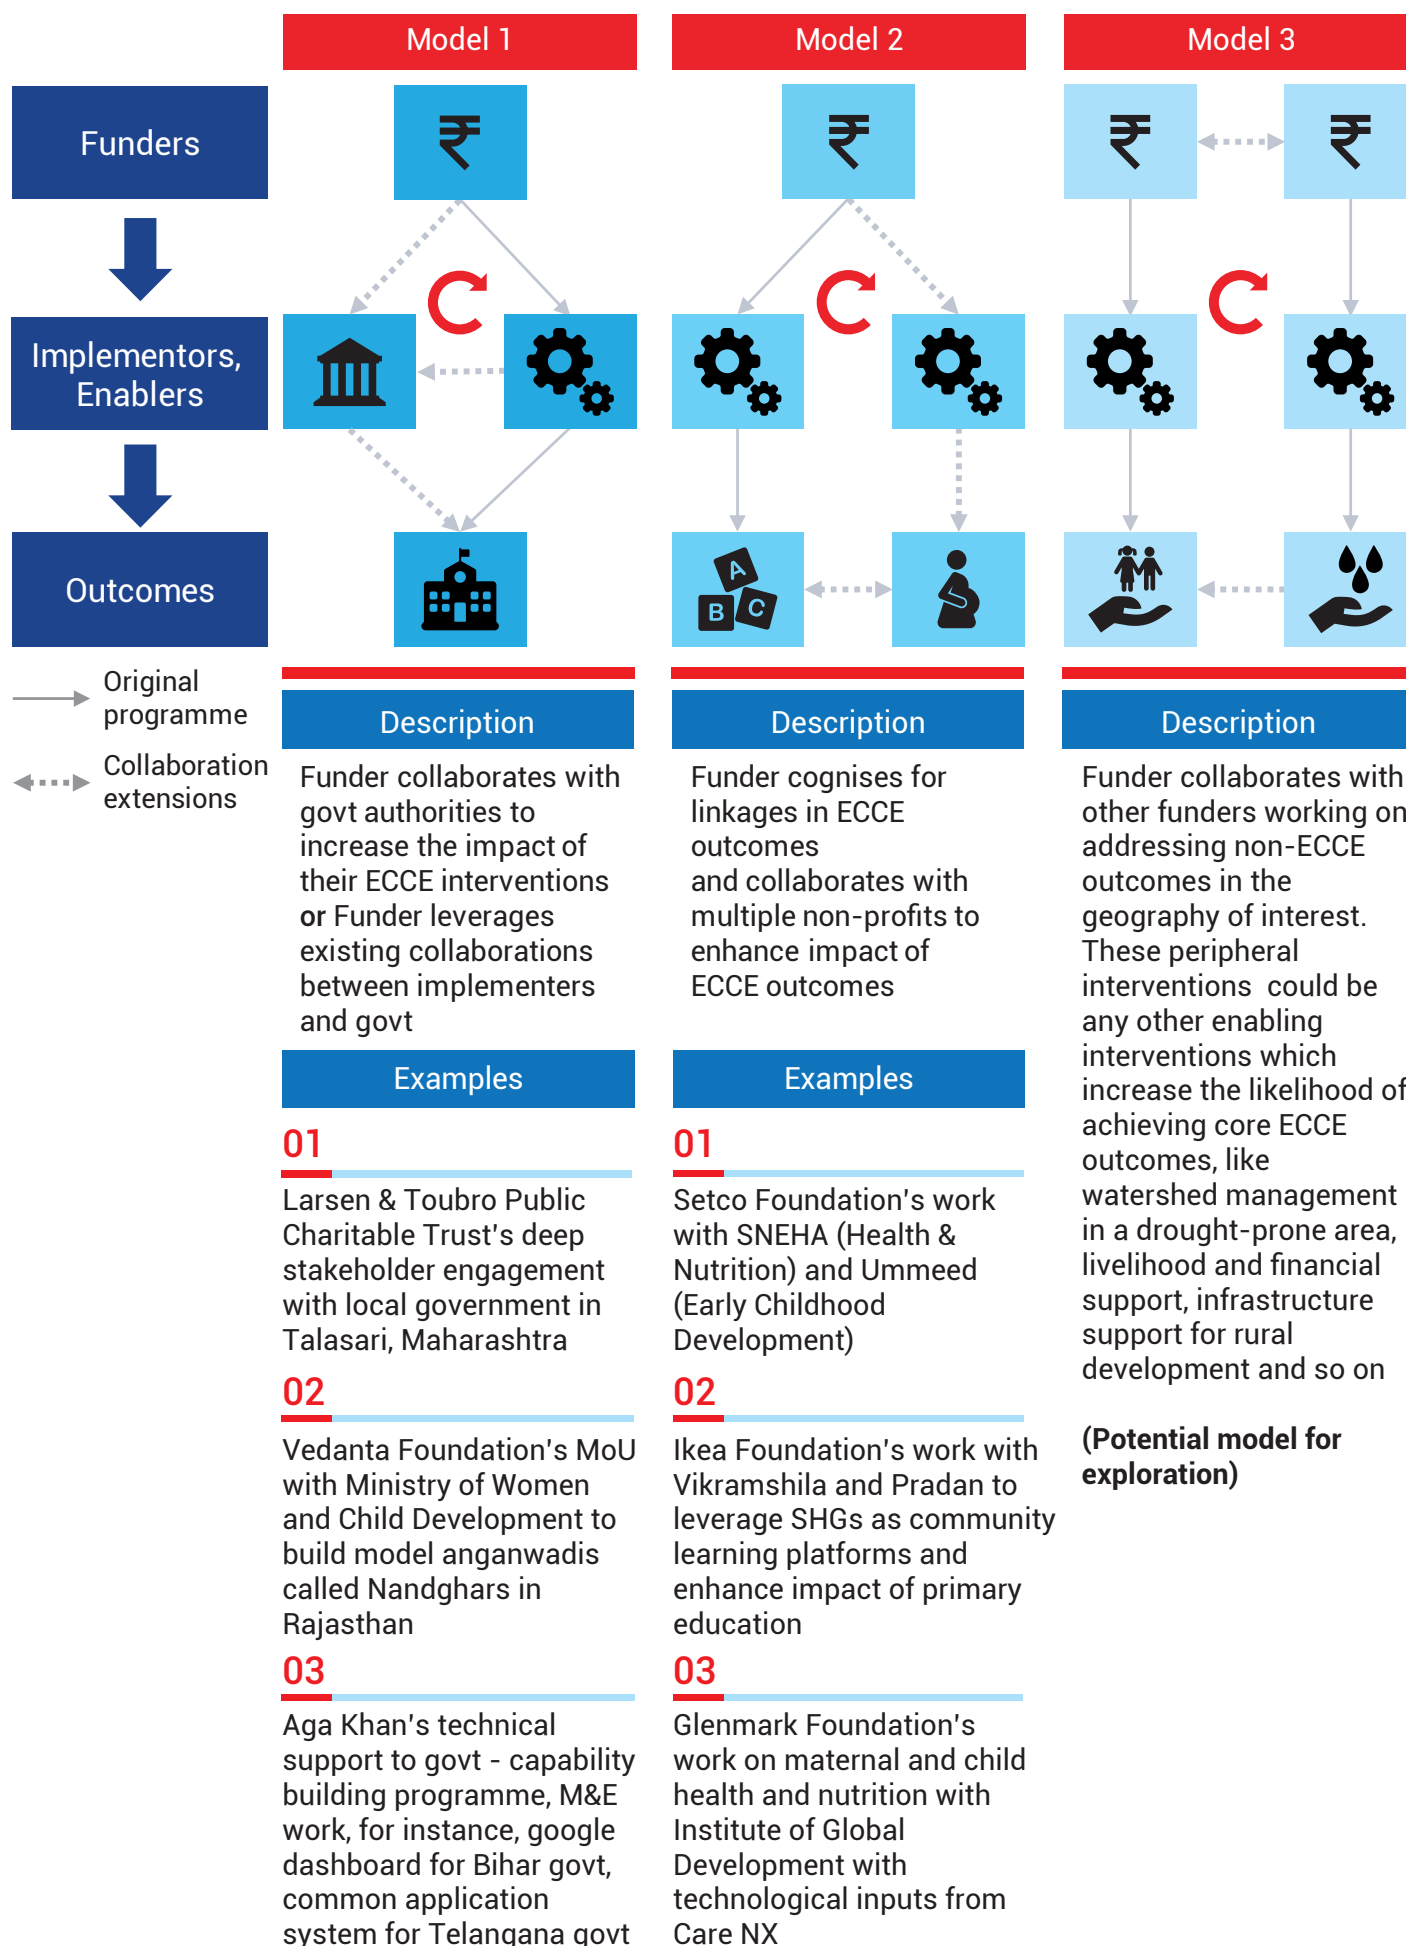 Model 1
Model 2
Model 3
Funders
Implementors,
Enablers
Outcomes
A
B
C
Original
programme
Collaboration
extensions
Description
Funder collaborates with
govt authorities to
increase the impact of
their ECCE interventions
or Funder leverages
existing collaborations
between implementers
and govt
Examples
01
Larsen & Toubro Public
Charitable Trust's deep
stakeholder engagement
with local government in
Talasari, Maharashtra
02
Vedanta Foundation's MoU
with Ministry of Women
and Child Development to
build model anganwadis
called Nandghars in
Rajasthan
03
Aga Khan's technical
support to govt - capability
building programme, M&E
work, for instance, google
dashboard for Bihar govt,
common application
system for Telangana govt
Description
Funder cognises for
linkages in ECCE
outcomes
and collaborates with
multiple non-profits to
enhance impact of
ECCE outcomes
Examples
01
Setco Foundation's work
with SNEHA (Health &
Nutrition) and Ummeed
(Early Childhood
Development)
02
Ikea Foundation's work with
Vikramshila and Pradan to
leverage SHGs as community
learning platforms and
enhance impact of primary
education
03
Glenmark Foundation's
work on maternal and child
health and nutrition with
Institute of Global
Development with
technological inputs from
Care NX
Description
Funder collaborates with
other funders working on
addressing non-ECCE
outcomes in the
geography of interest.
These peripheral
interventions could be
any other enabling
interventions which
increase the likelihood of
achieving core ECCE
outcomes, like
watershed management
in a drought-prone area,
livelihood and financial
support, infrastructure
support for rural
development and so on
(Potential model for
exploration)